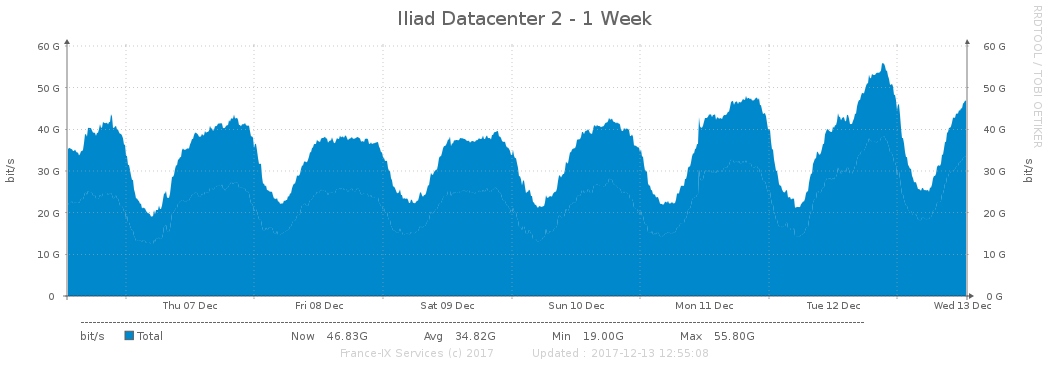 Iliad Datacenter 2 - 1 Week
RRDTOOL / TOBI OETIKER
bit/s
bit/s
60 G 60 G
50 G 50 G
40 G 40 G
30 G 30 G
20 G 20 G
10 G 10 G
0 0 G
Thu 07 Dec Fri 08 Dec Sat 09 Dec Sun 10 Dec Mon 11 Dec Tue 12 Dec Wed 13 Dec
bit/s Total Now 46.83G Avg 34.82G Min 19.00G Max 55.80G
France-IX Services (c) 2017 Updated : 2017-12-13 12:55:08